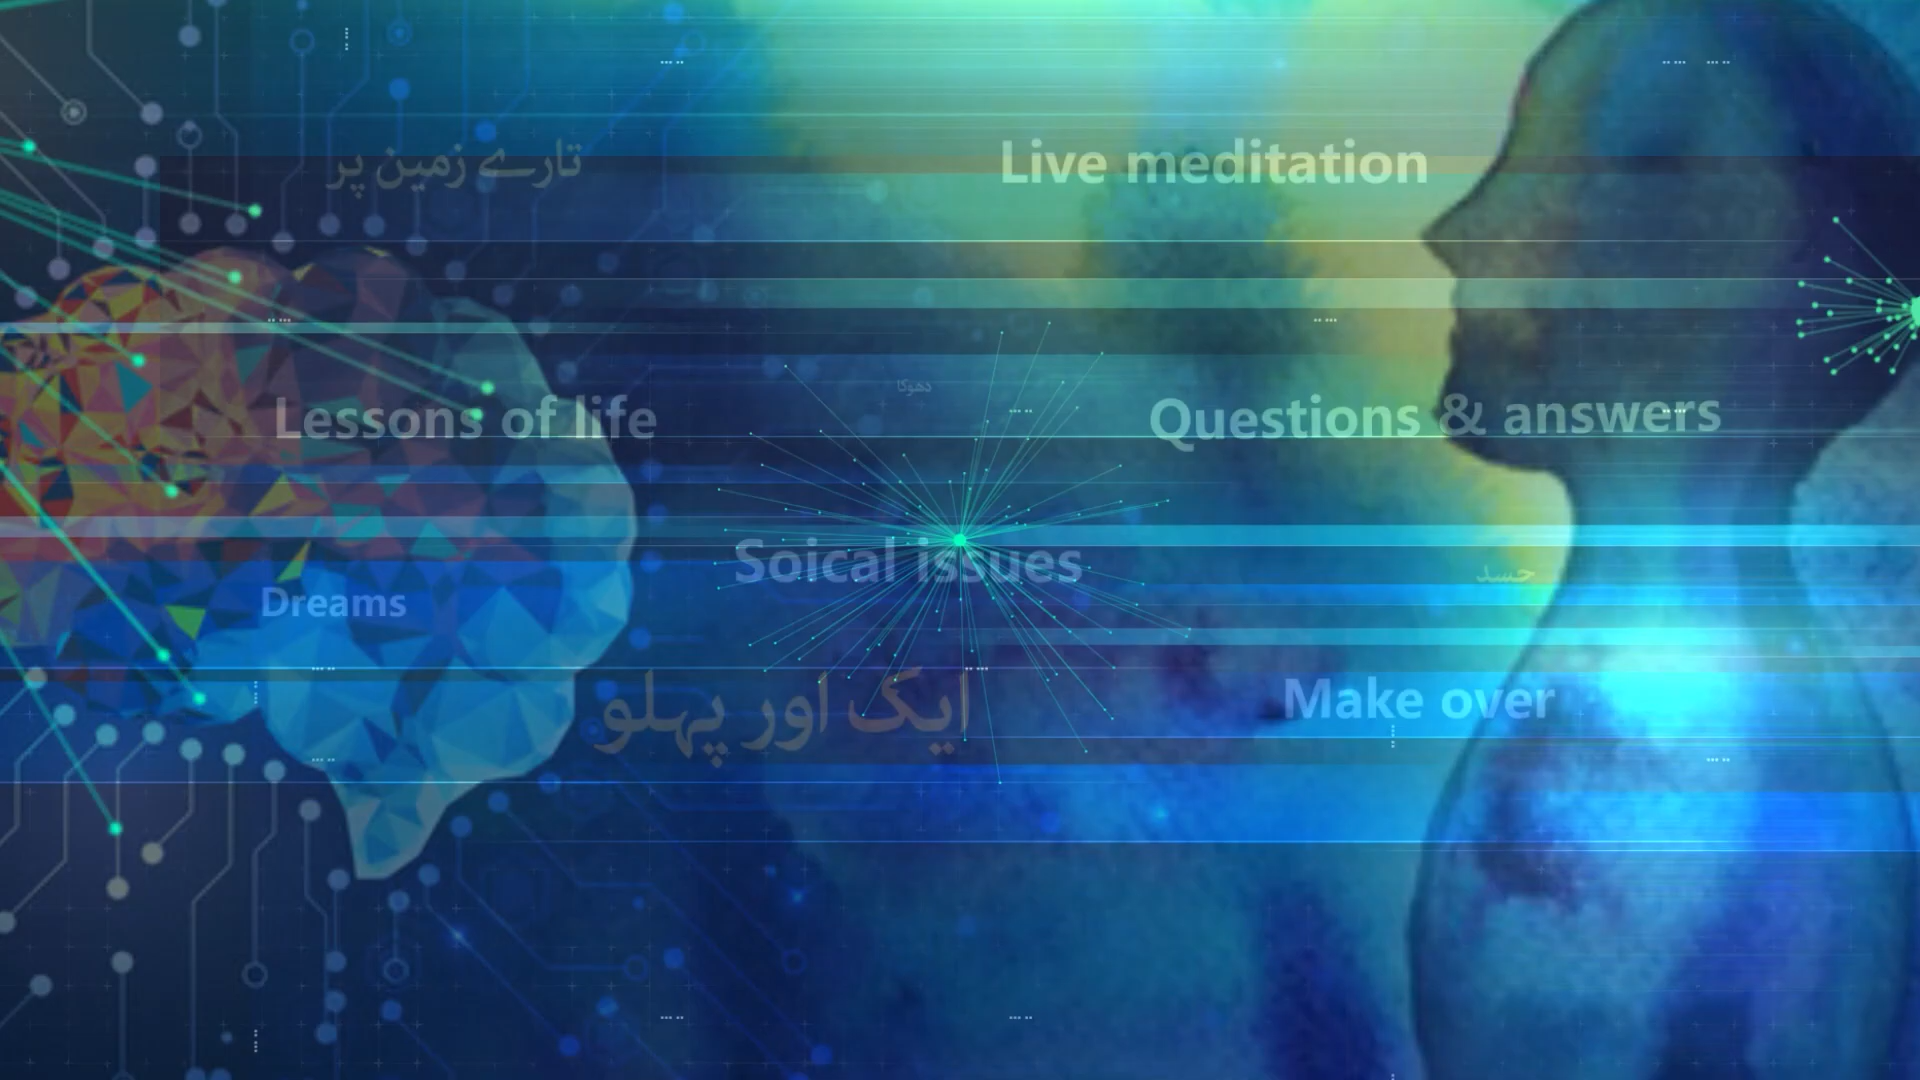 تارے زمین پر
Live meditation
دھوکا
Lessons of life
Questions & answers
Soical issues
حسد
Dreams
ایک اور پہلو
Make over